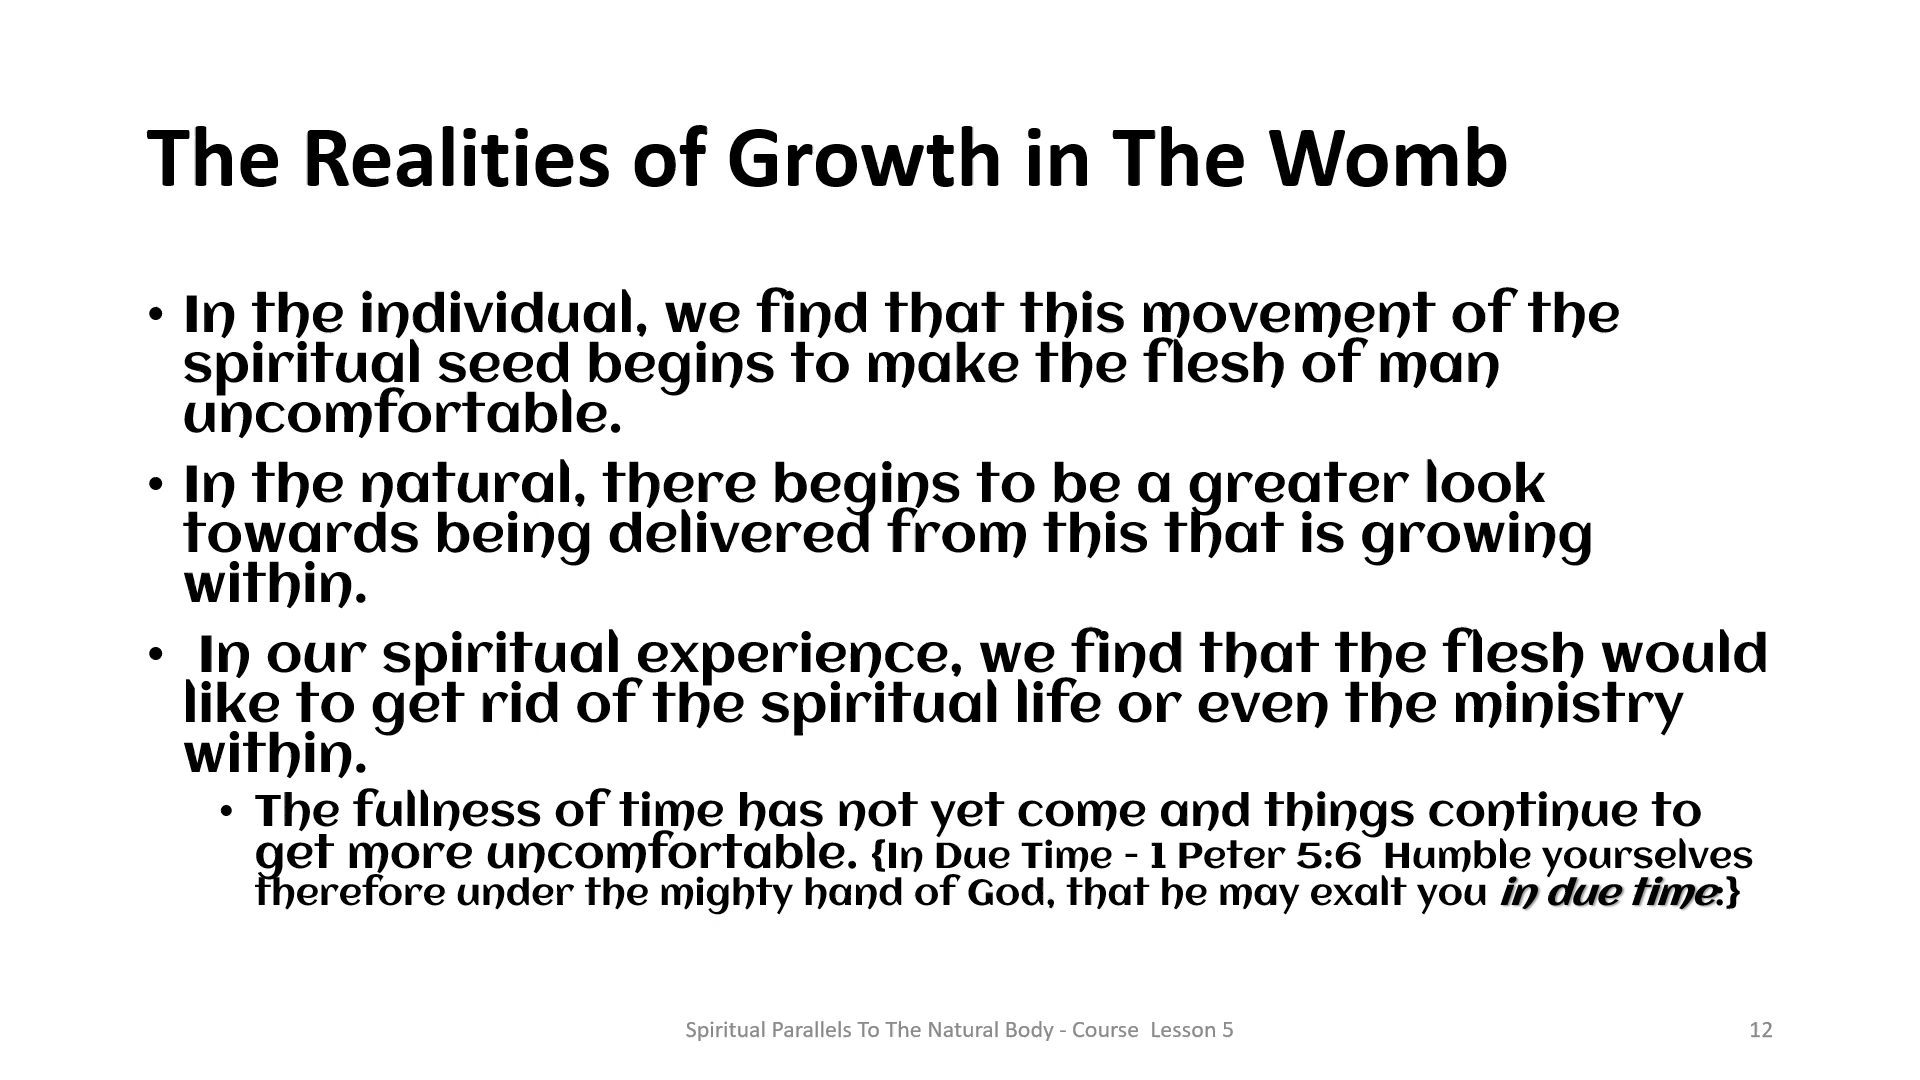 The Realities of Growth in The Womb
• In the individual, we find that this movement of the
spiritual seed begins to make the flesh of man
uncomfortable.
• In the natural, there begins to be a greater look
towards being delivered from this that is growing
within.
• In our spiritual experience, we find that the flesh would
like to get rid of the spiritual life or even the ministry
within.
• The fullness of time has not yet come and things continue to
get more uncomfortable. {In Due Time - 1 Peter 5:6  Humble yourselves
therefore under the mighty hand of God, that he may exalt you in due time:}
Spiritual Parallels To The Natural Body - Course  Lesson 5
12